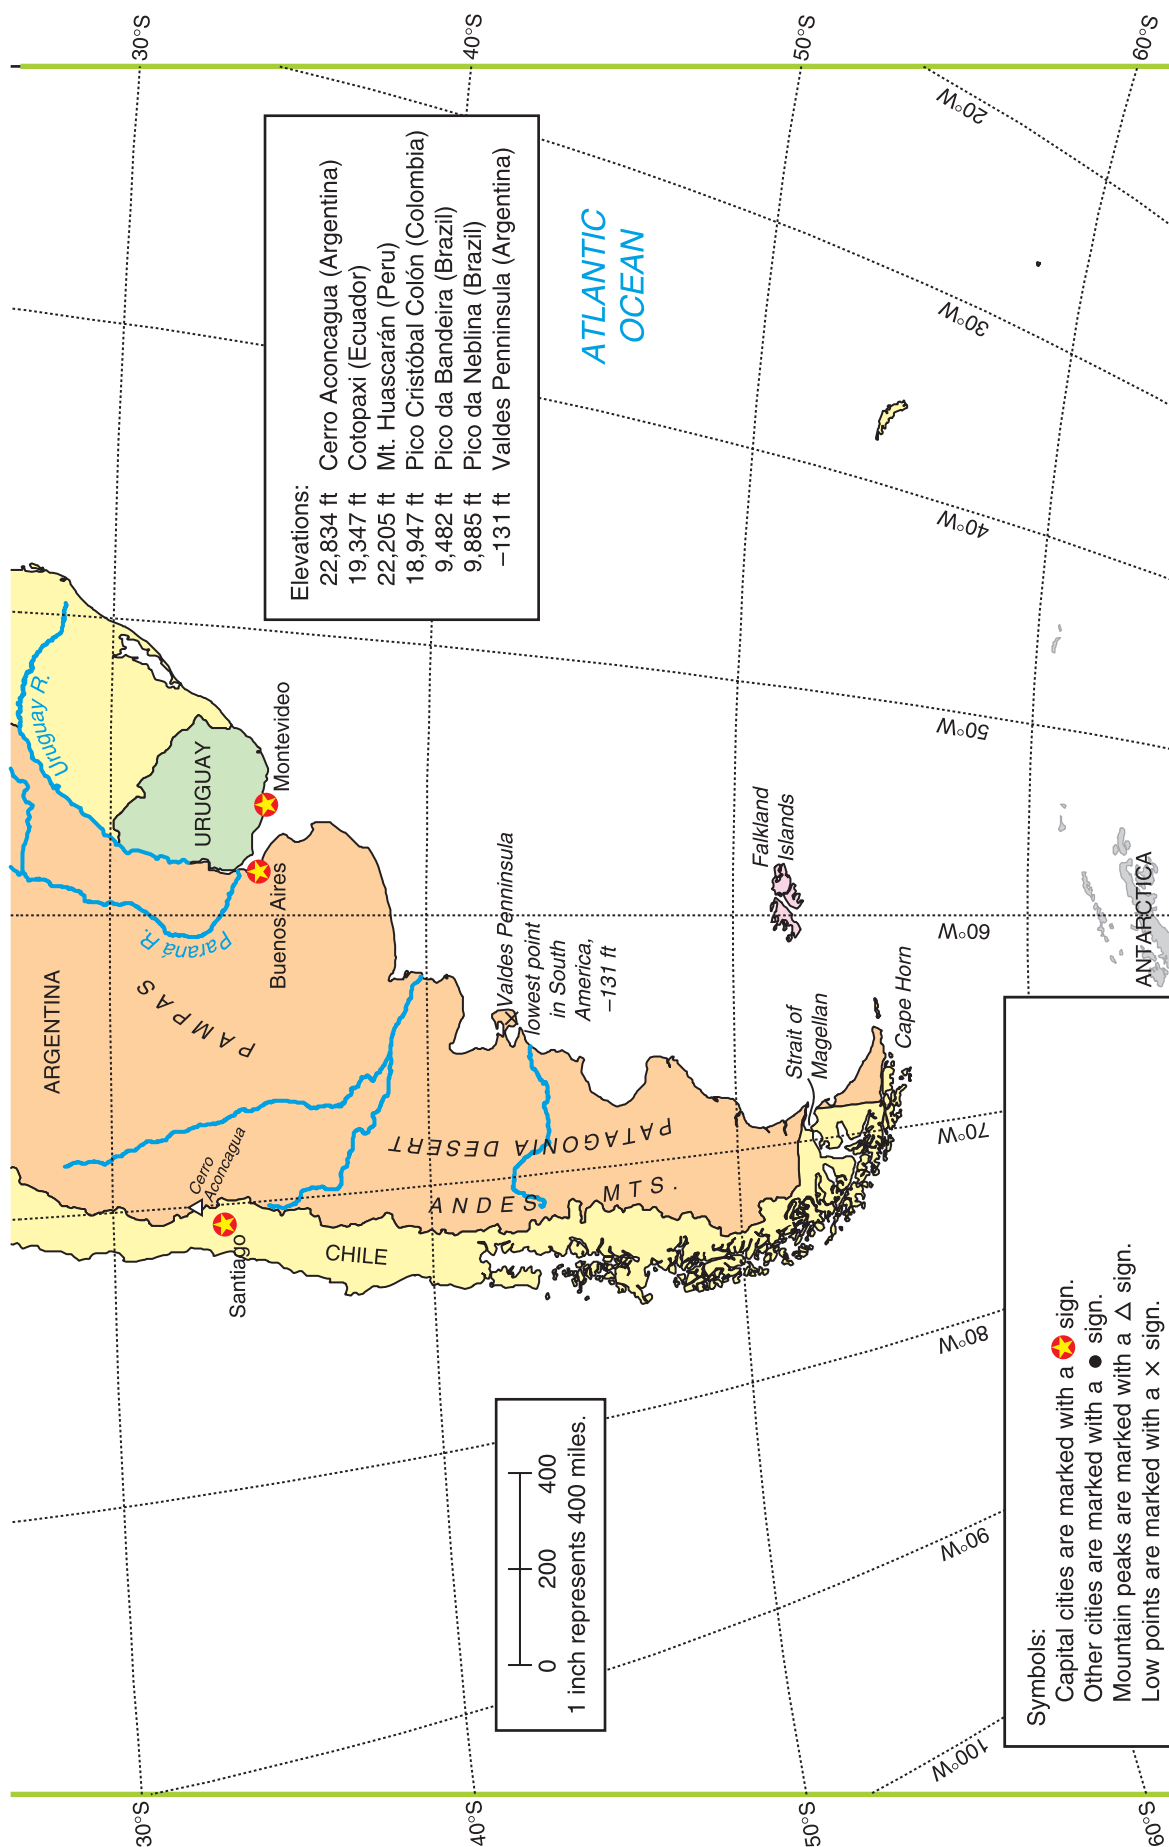 30°S
40°S
50°S
60°S
Elevations:
22,834 ft Cerro Aconcagua (Argentina)
19,347 ft Cotopaxi (Ecuador)
22,205 ft Mt. Huascarán (Peru)
18,947 ft Pico Cristóbal Colón (Colombia)
9,482 ft Pico da Bandeira (Brazil)
9,885 ft Pico da Neblina (Brazil)
–131 ft Valdes Penninsula (Argentina)
ATLANTIC
OCEAN
20°W
30°W
40°W
50°W
60°W
70°W
80°W
90°W
100°W
Uruguay R.
URUGUAY
Montevideo
Buenos Aires
Paraná R.
ARGENTINA
PAMPAS
Cerro
Aconcagua
Santiago
CHILE
ANDES
MTS.
PATAGONIA DESERT
Valdes Penninsula
lowest point
in South
America,
–131 ft
Falkland
Islands
Strait of
Magellan
Cape Horn
ANTARCTICA
0 200 400
1 inch represents 400 miles.
Symbols:
Capital cities are marked with a sign.
Other cities are marked with a ● sign.
Mountain peaks are marked with a △ sign.
Low points are marked with a × sign.
30°S
40°S
50°S
60°S